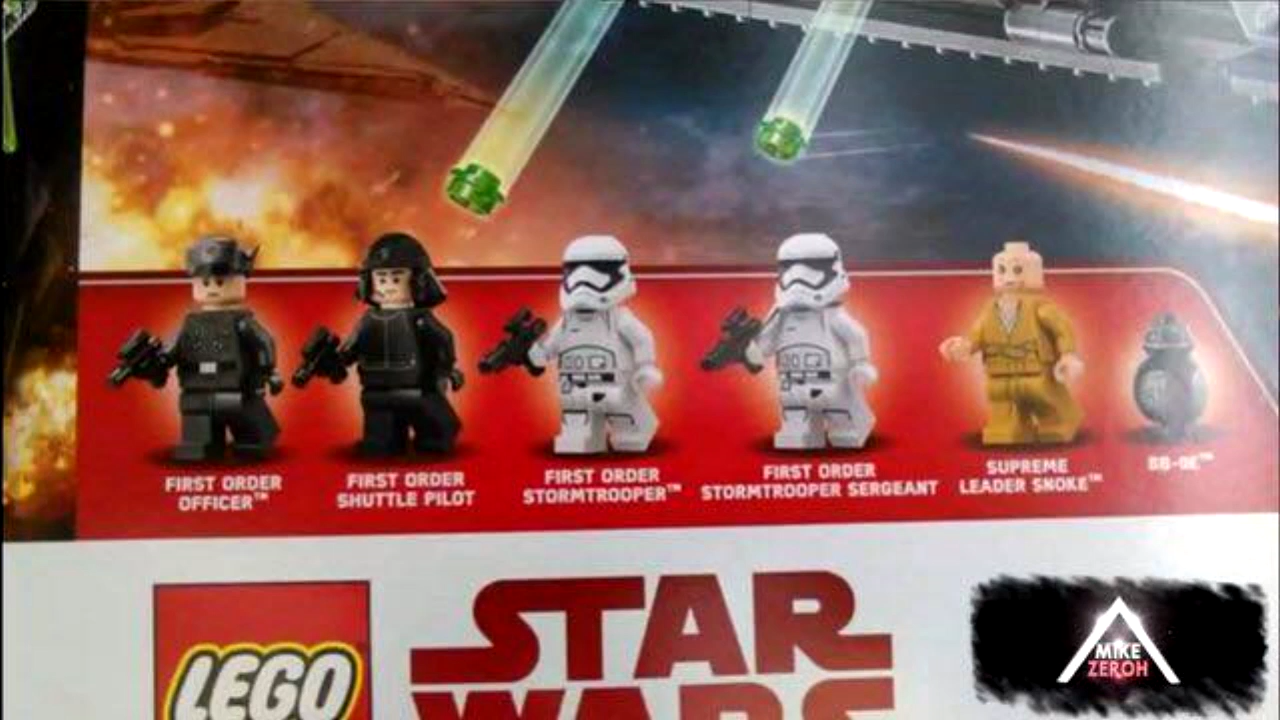 FIRST ORDER
OFFICER™
FIRST ORDER
SHUTTLE PILOT
FIRST ORDER
STORMTROOPER™
FIRST ORDER
STORMTROOPER SERGEANT
SUPREME
LEADER SNOKE™
BB-9E™
LEGO
STAR
WARS
MIKE
ZEROH